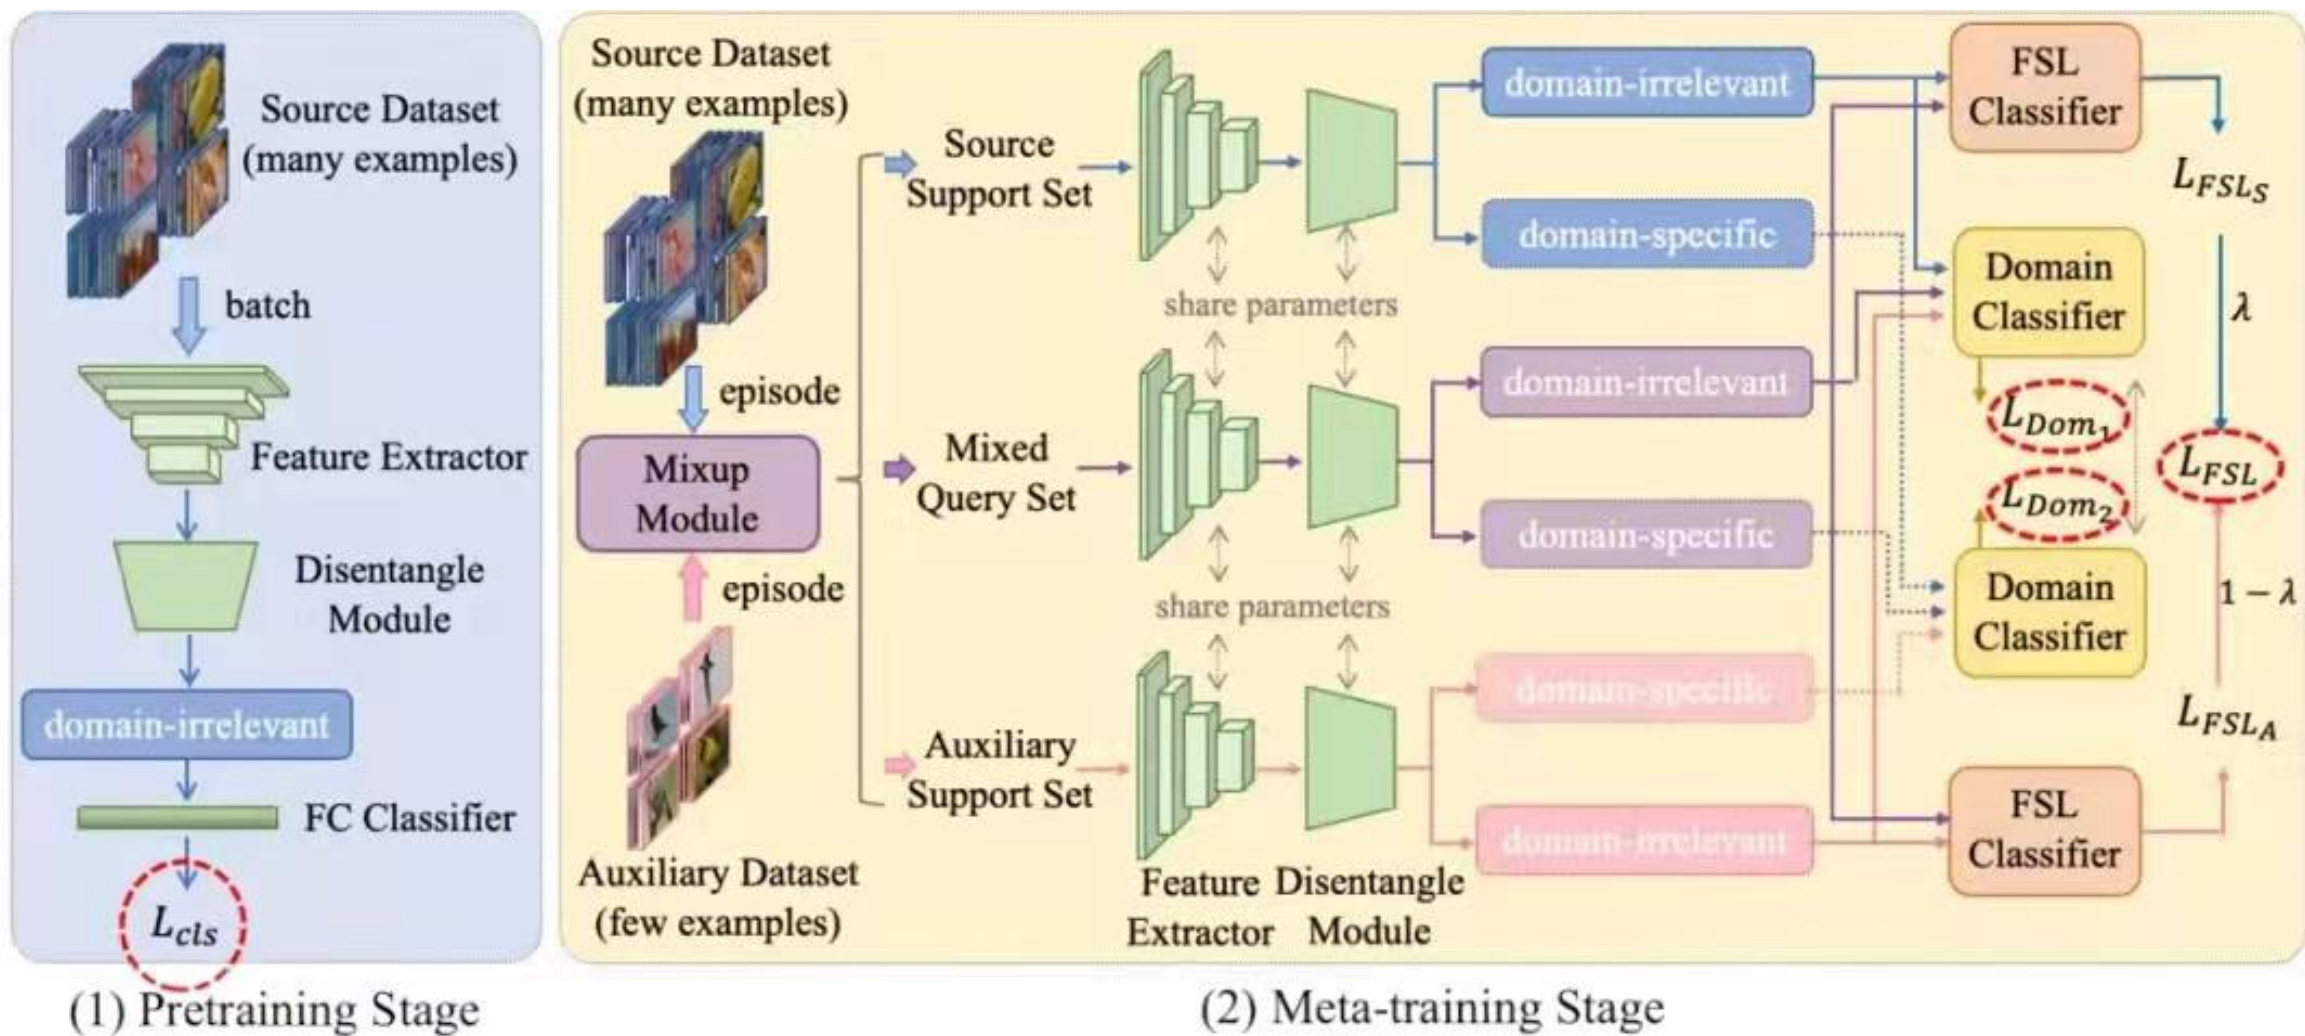 Source Dataset
(many examples)
batch
Feature Extractor
Disentangle
Module
domain-irrelevant
FC Classifier
L_cls
(1) Pretraining Stage
Source Dataset
(many examples)
episode
Mixup
Module
episode
Auxiliary Dataset
(few examples)
Source
Support Set
Mixed
Query Set
Auxiliary
Support Set
share parameters
share parameters
Feature
Extractor
Disentangle
Module
domain-irrelevant
domain-specific
domain-irrelevant
domain-specific
domam-specific
domain-irrelevant
FSL
Classifier
Domain
Classifier
L_Dom_1
L_Dom_2
Domain
Classifier
FSL
Classifier
L_FSL_S
λ
L_FSL
1 − λ
L_FSL_A
(2) Meta-training Stage